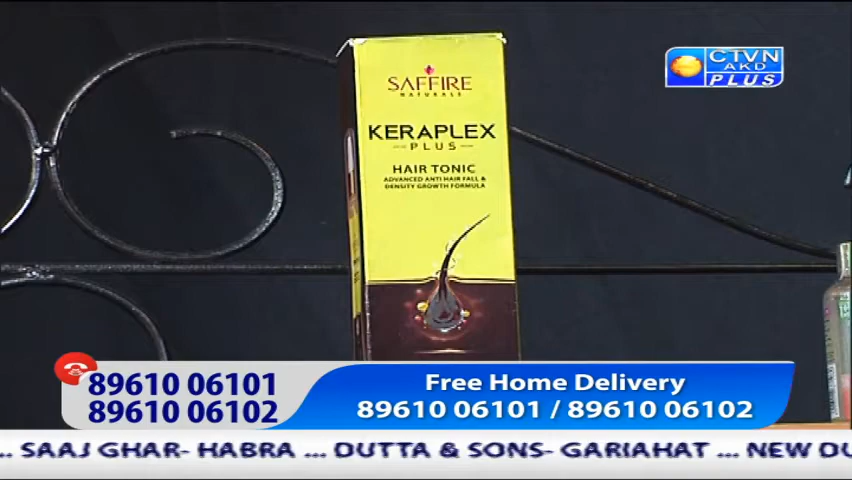 CTVN
AKD
PLUS
SAFFIRE
NATURALS
KERAPLEX
PLUS
HAIR TONIC
ADVANCED ANTI HAIR FALL &
DENSITY GROWTH FORMULA
89610 06101
89610 06102
Free Home Delivery
89610 06101 / 89610 06102
.. SAAJ GHAR- HABRA ... DUTTA & SONS- GARIAHAT ... NEW DU